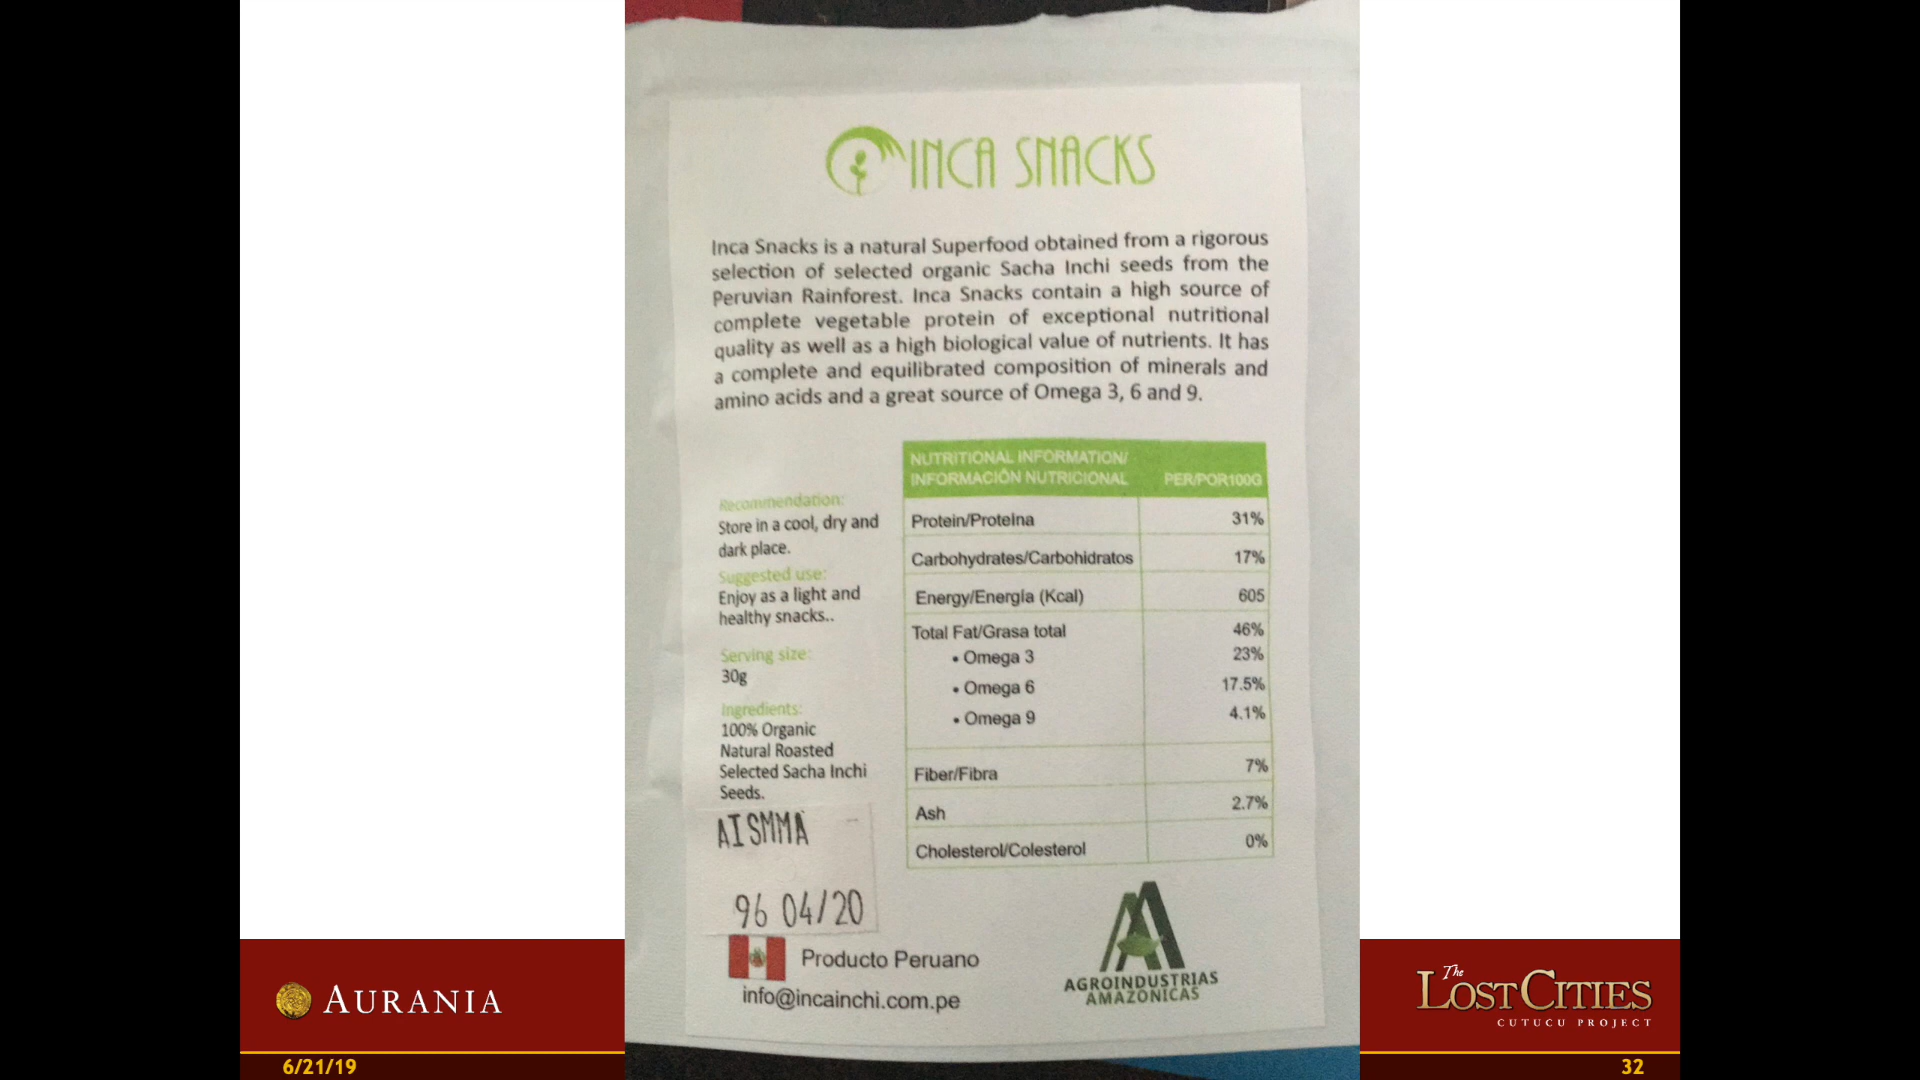 INCA SNACKS
Inca Snacks is a natural Superfood obtained from a rigorous
selection of selected organic Sacha Inchi seeds from the
Peruvian Rainforest. Inca Snacks contain a high source of
complete vegetable protein of exceptional nutritional
quality as well as a high biological value of nutrients. It has
a complete and equilibrated composition of minerals and
amino acids and a great source of Omega 3, 6 and 9.
Recommendation:
Store in a cool, dry and
dark place.
Suggested use:
Enjoy as a light and
healthy snacks..
Serving size:
30g
Ingredients:
100% Organic
Natural Roasted
Selected Sacha Inchi
Seeds.
AISMMA
96 04/20
NUTRITIONAL INFORMATION/
INFORMACIÓN NUTRICIONAL PER/POR100G
Protein/Proteína 31%
Carbohydrates/Carbohidratos 17%
Energy/Energía (Kcal) 605
Total Fat/Grasa total 46%
• Omega 3 23%
• Omega 6 17.5%
• Omega 9 4.1%
Fiber/Fibra 7%
Ash 2.7%
Cholesterol/Colesterol 0%
Producto Peruano
info@incainchi.com.pe
AGROINDUSTRIAS
AMAZONICAS
AURANIA
The
LOST CITIES
CUTUCU PROJECT
6/21/19
32